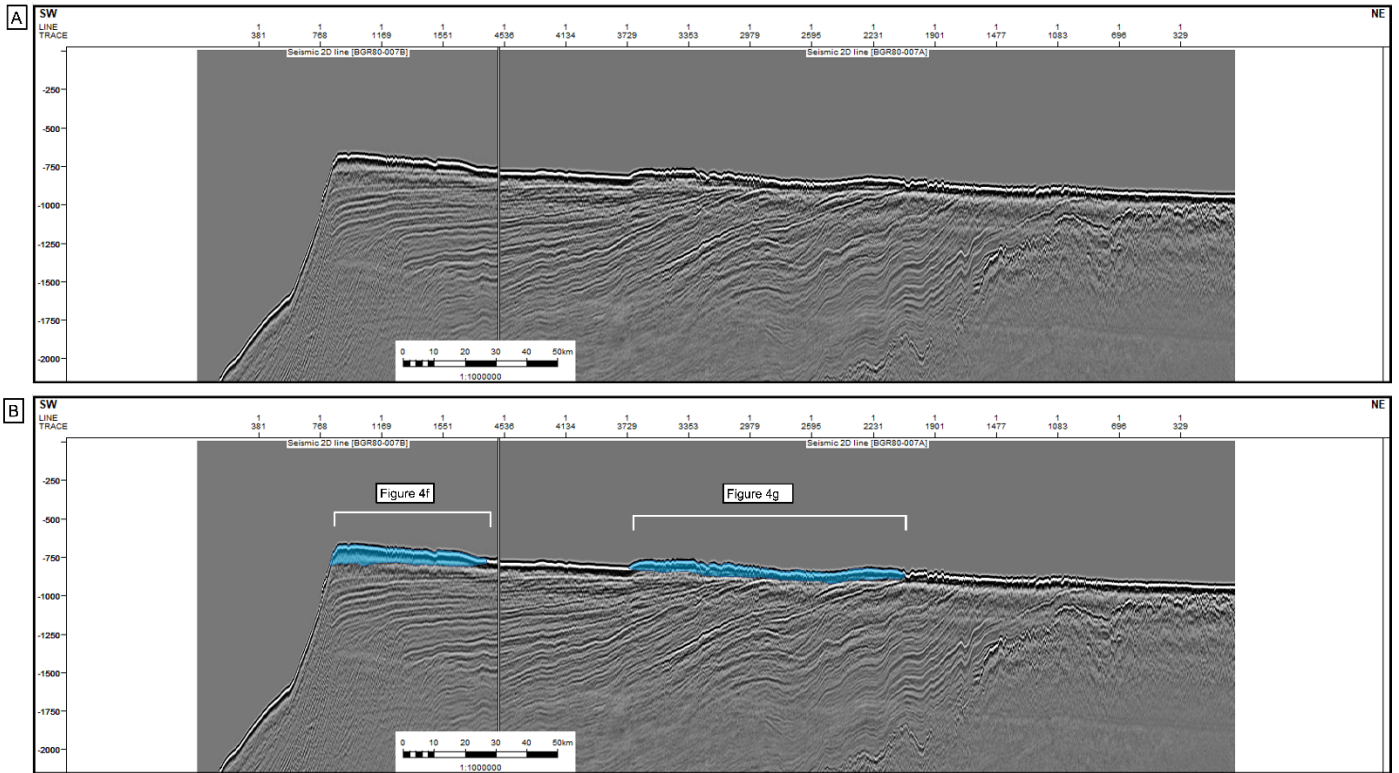 A
SW
NE
LINE
1 1 1 1 1 1 1 1 1 1 1 1 1 1 1 1
TRACE
381 768 1169 1551 4536 4134 3729 3353 2979 2595 2231 1901 1477 1083 696 329
Seismic 2D line [BGR80-007B]
Seismic 2D line [BGR80-007A]
-250
-500
-750
-1000
-1250
-1500
-1750
-2000
0 10 20 30 40 50km
1:1000000
B
SW
NE
LINE
1 1 1 1 1 1 1 1 1 1 1 1 1 1 1 1
TRACE
381 768 1169 1551 4536 4134 3729 3353 2979 2595 2231 1901 1477 1083 696 329
Seismic 2D line [BGR80-007B]
Seismic 2D line [BGR80-007A]
-250
Figure 4f
Figure 4g
-500
-750
-1000
-1250
-1500
-1750
-2000
0 10 20 30 40 50km
1:1000000